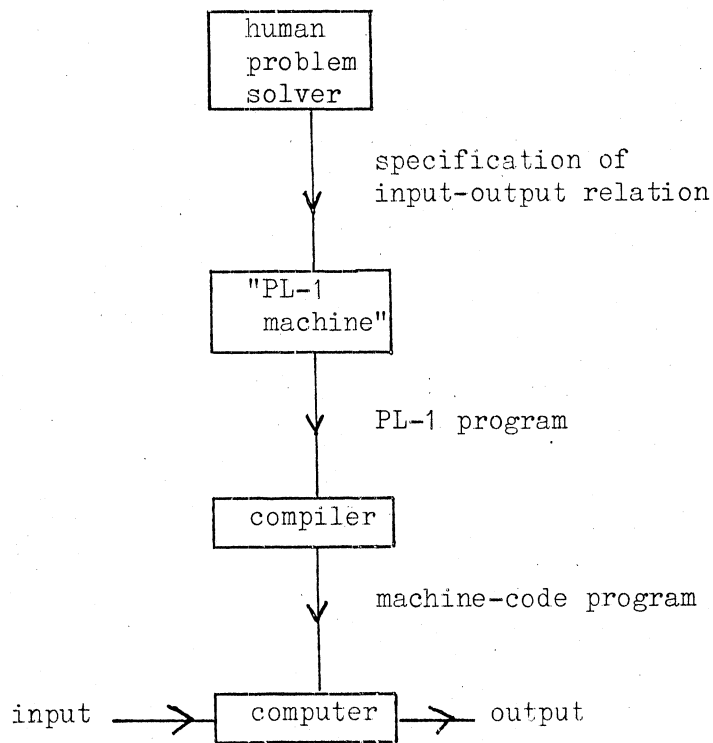 human
problem
solver
specification of
input-output relation
"PL-1
machine"
PL-1 program
compiler
machine-code program
input
computer
output